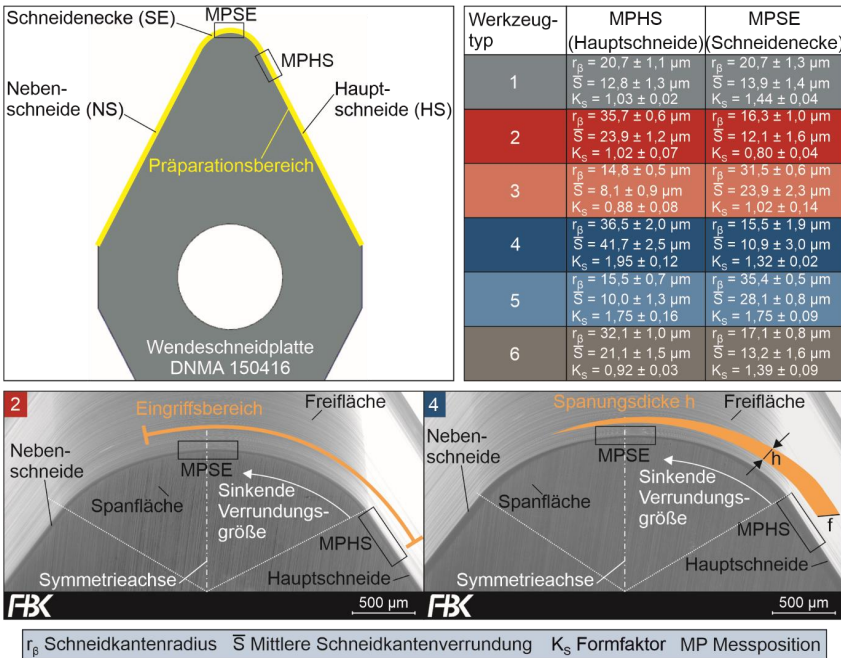 Schneidenecke (SE)
MPSE
MPHS
Neben-
schneide (NS)
Haupt-
schneide (HS)
Präparationsbereich
Wendeschneidplatte
DNMA 150416
Werkzeug-
typ
MPHS
(Hauptschneide)
MPSE
(Schneidenecke)
1
rβ = 20,7 ± 1,1 µm
S̅ = 12,8 ± 1,3 µm
KS = 1,03 ± 0,02
rβ = 20,7 ± 1,3 µm
S̅ = 13,9 ± 1,4 µm
KS = 1,44 ± 0,04
2
rβ = 35,7 ± 0,6 µm
S̅ = 23,9 ± 1,2 µm
KS = 1,02 ± 0,07
rβ = 16,3 ± 1,0 µm
S̅ = 12,1 ± 1,6 µm
KS = 0,80 ± 0,04
3
rβ = 14,8 ± 0,5 µm
S̅ = 8,1 ± 0,9 µm
KS = 0,88 ± 0,08
rβ = 31,5 ± 0,6 µm
S̅ = 23,9 ± 2,3 µm
KS = 1,02 ± 0,14
4
rβ = 36,5 ± 2,0 µm
S̅ = 41,7 ± 2,5 µm
KS = 1,95 ± 0,12
rβ = 15,5 ± 1,9 µm
S̅ = 10,9 ± 3,0 µm
KS = 1,32 ± 0,02
5
rβ = 15,5 ± 0,7 µm
S̅ = 10,0 ± 1,3 µm
KS = 1,75 ± 0,16
rβ = 35,4 ± 0,5 µm
S̅ = 28,1 ± 0,8 µm
KS = 1,75 ± 0,09
6
rβ = 32,1 ± 1,0 µm
S̅ = 21,1 ± 1,5 µm
KS = 0,92 ± 0,03
rβ = 17,1 ± 0,8 µm
S̅ = 13,2 ± 1,6 µm
KS = 1,39 ± 0,09
2
Eingriffsbereich
Freifläche
Neben-
schneide
MPSE
Spanfläche
Sinkende
Verrundungs-
größe
MPHS
Symmetrieachse
Hauptschneide
FBK
500 µm
4
Spanungsdicke h
Freifläche
Neben-
schneide
MPSE
h
Spanfläche
Sinkende
Verrundungs-
größe
f
MPHS
Symmetrieachse
Hauptschneide
FBK
500 µm
rβ Schneidkantenradius S̅ Mittlere Schneidkantenverrundung KS Formfaktor MP Messposition